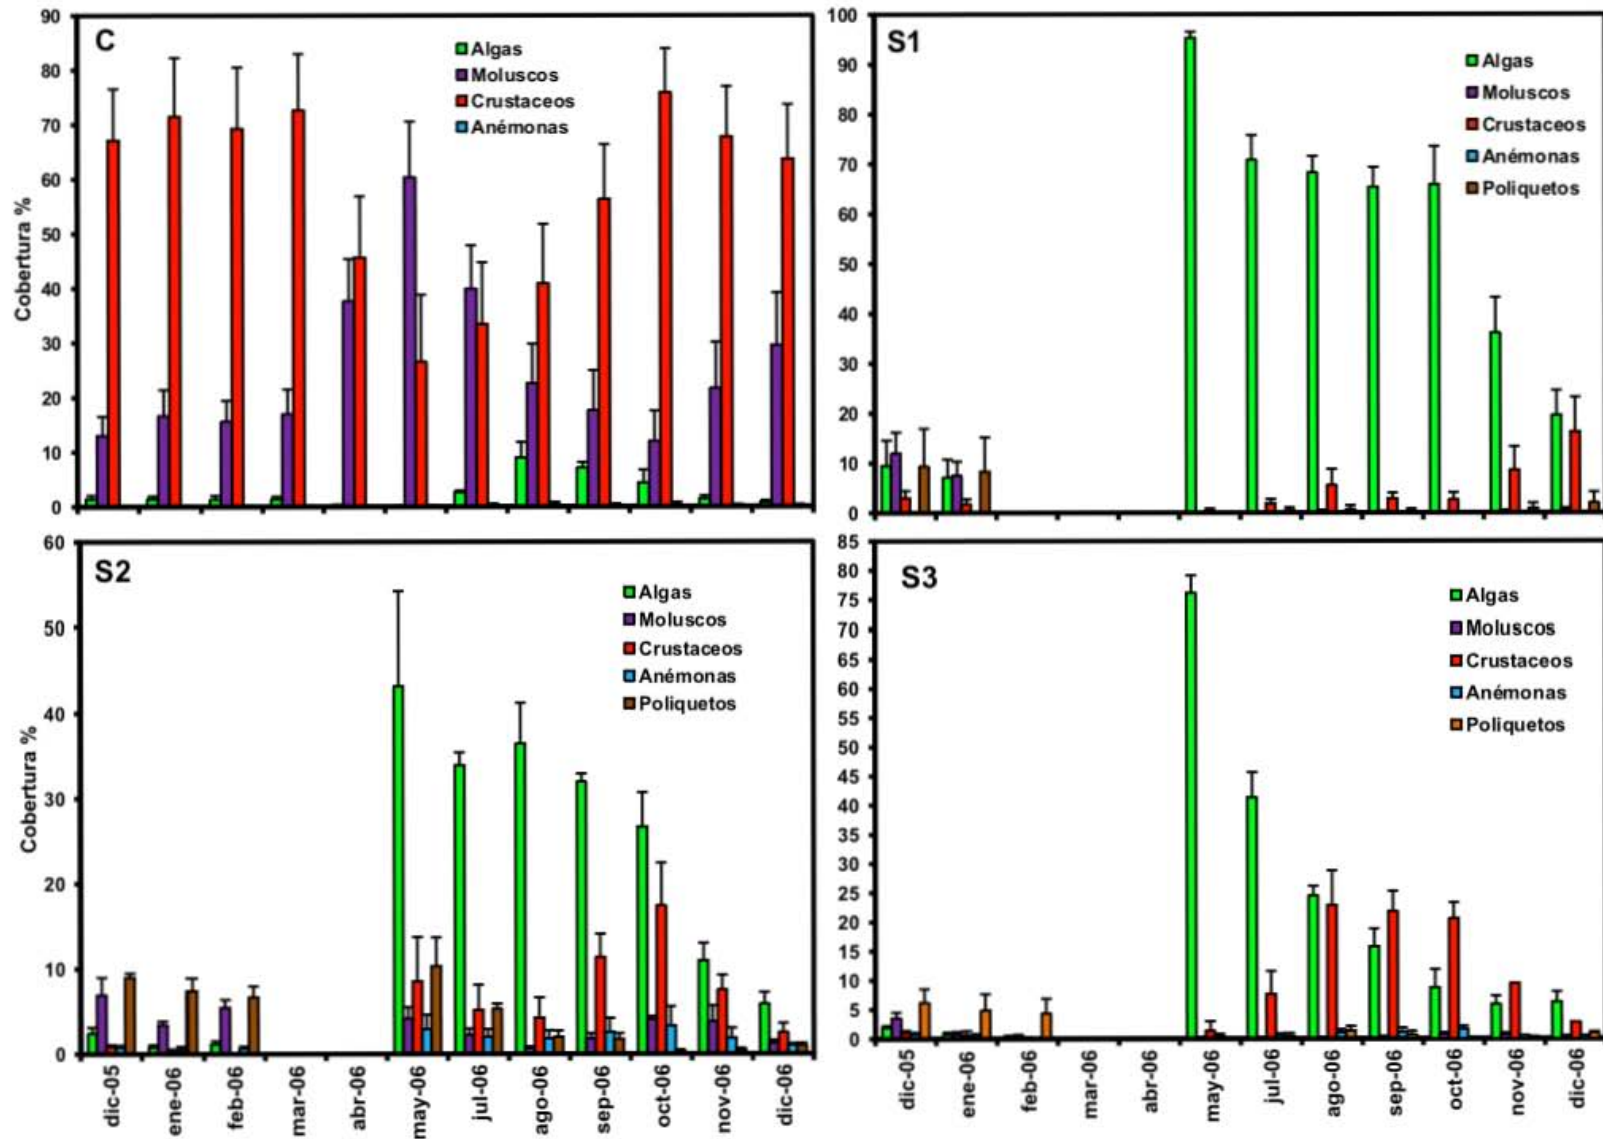 C
Algas
Moluscos
Crustaceos
Anémonas
Cobertura %
90
80
70
60
50
40
30
20
10
0
S1
Algas
Moluscos
Crustaceos
Anémonas
Poliquetos
100
90
80
70
60
50
40
30
20
10
0
S2
Algas
Moluscos
Crustaceos
Anémonas
Poliquetos
Cobertura %
60
50
40
30
20
10
0
dic-05
ene-06
feb-06
mar-06
abr-06
may-06
jul-06
ago-06
sep-06
oct-06
nov-06
dic-06
S3
Algas
Moluscos
Crustaceos
Anémonas
Poliquetos
85
80
75
70
65
60
55
50
45
40
35
30
25
20
15
10
5
0
dic-05
ene-06
feb-06
mar-06
abr-06
may-06
jul-06
ago-06
sep-06
oct-06
nov-06
dic-06